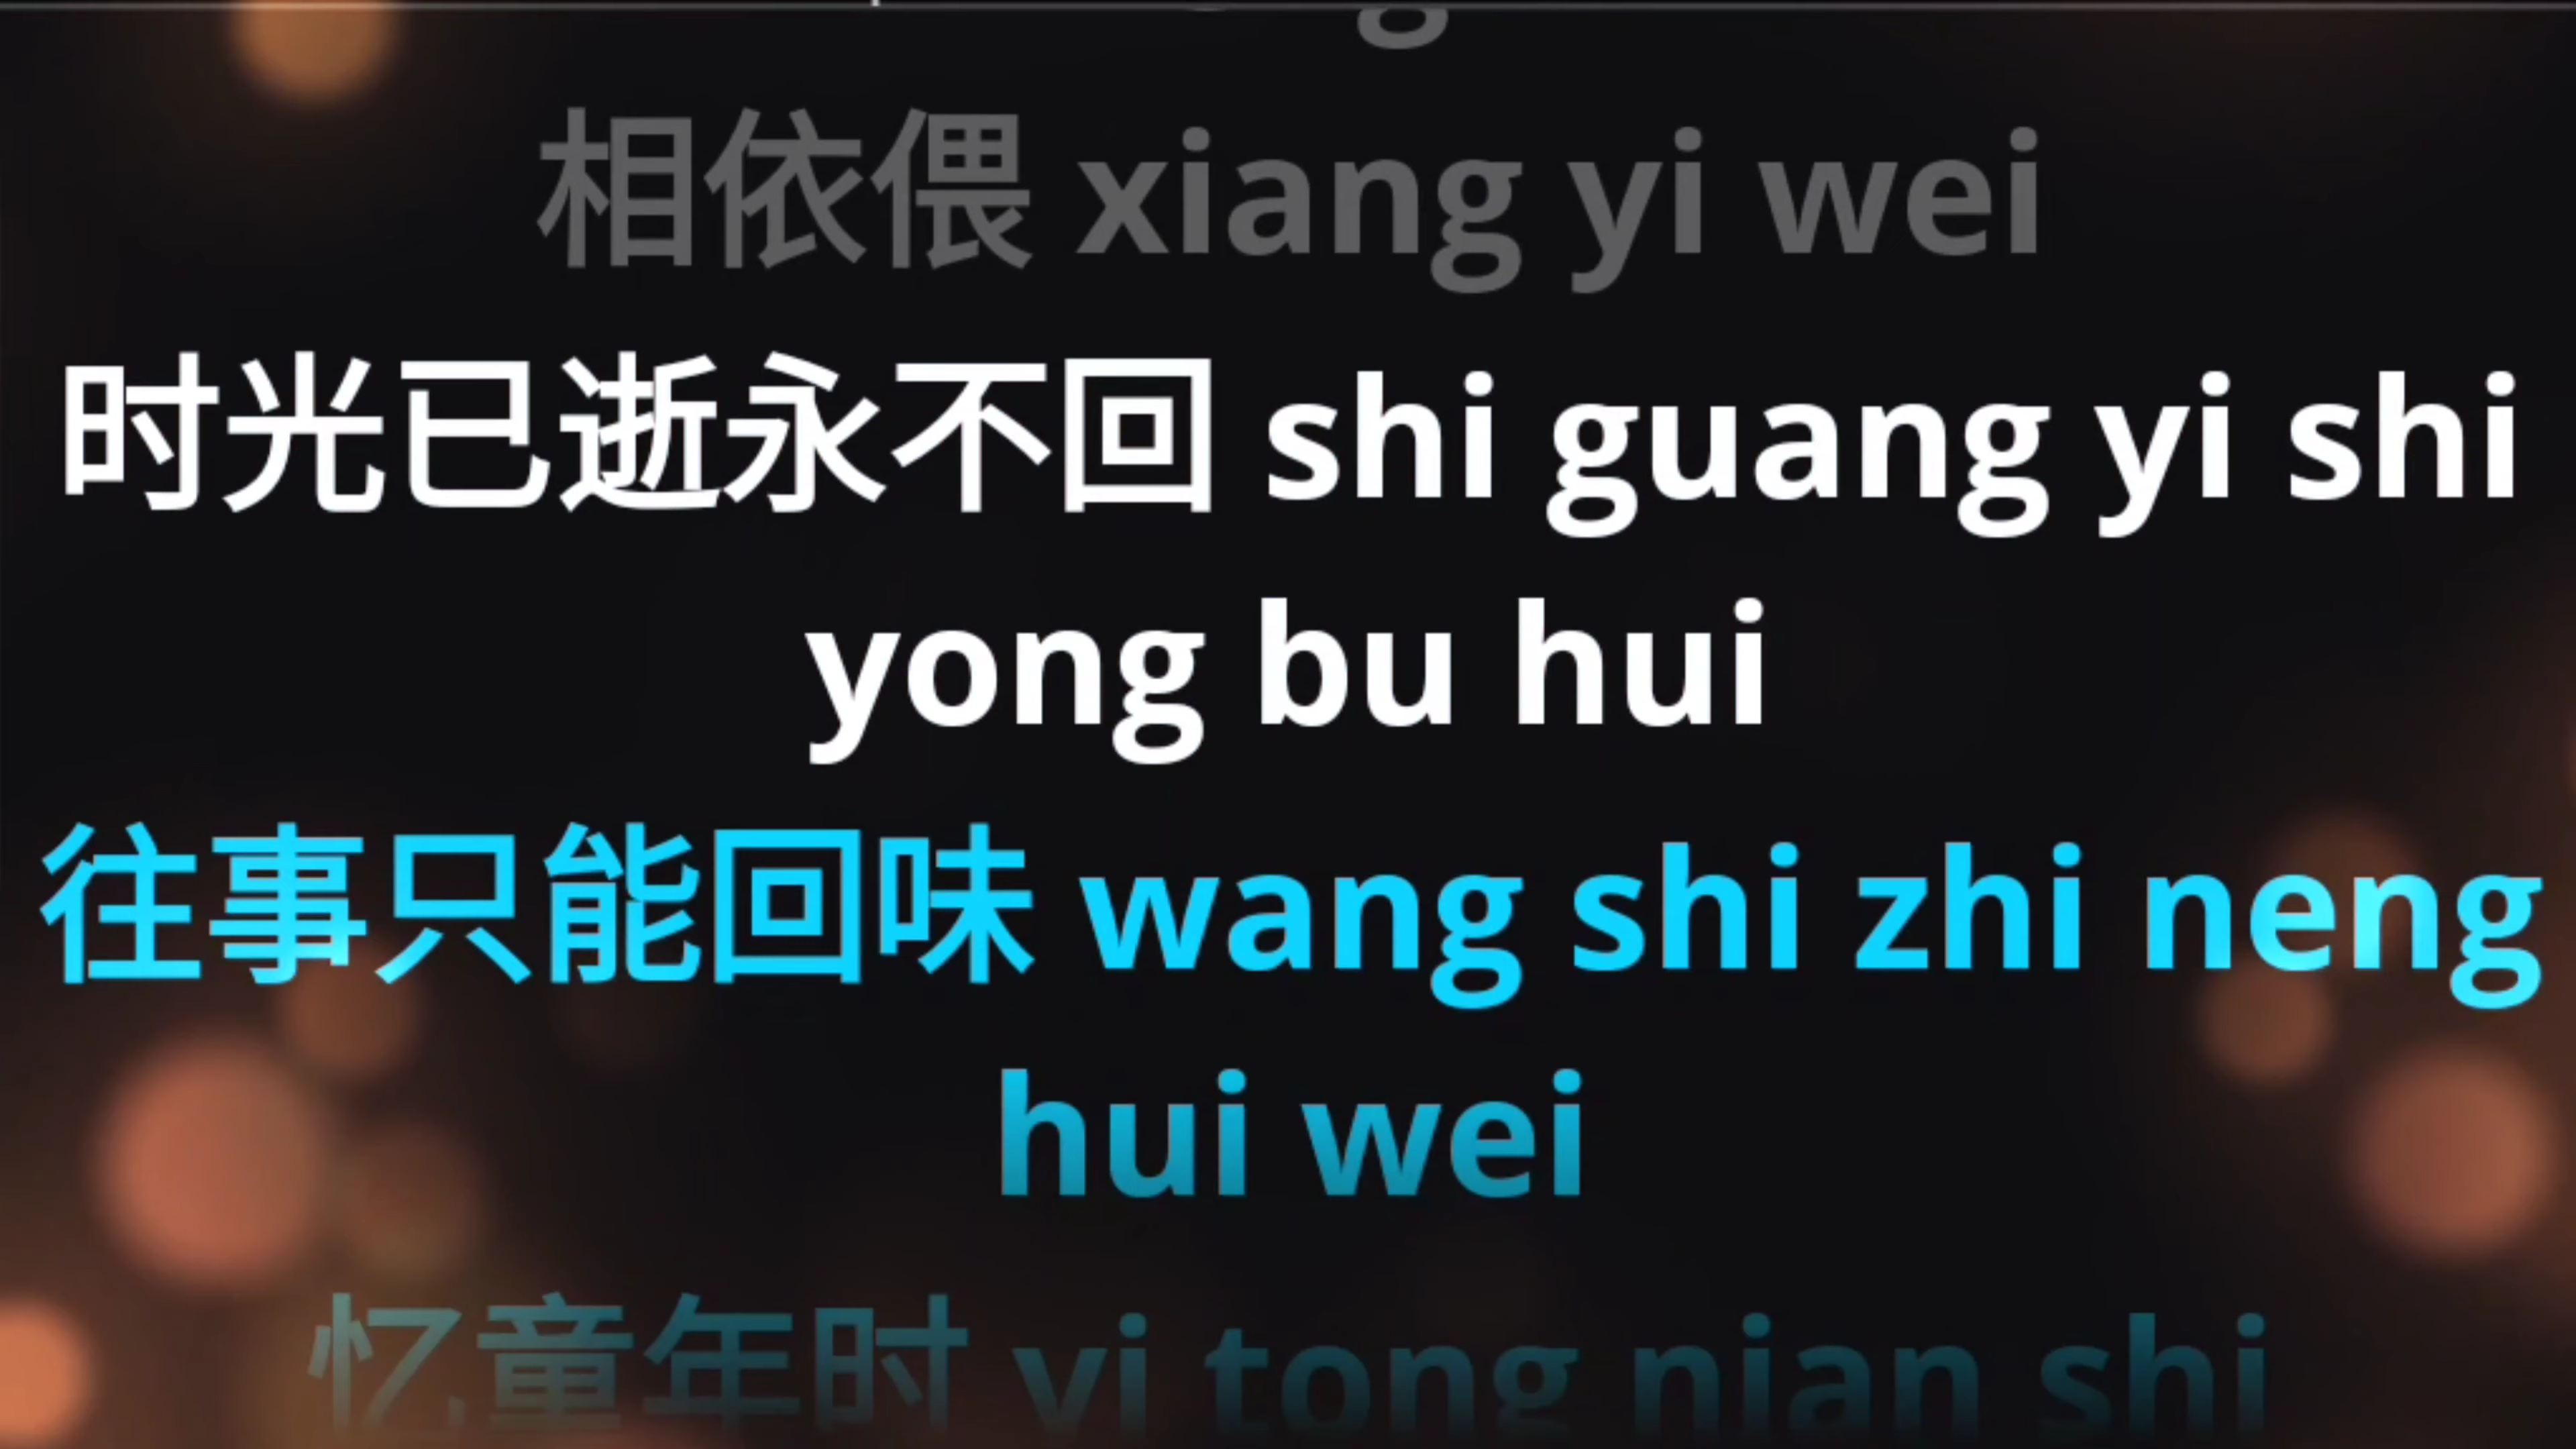 相依偎 xiang yi wei
时光已逝永不回 shi guang yi shi
yong bu hui
往事只能回味 wang shi zhi neng
hui wei
忆童年时 yi tong nian shi